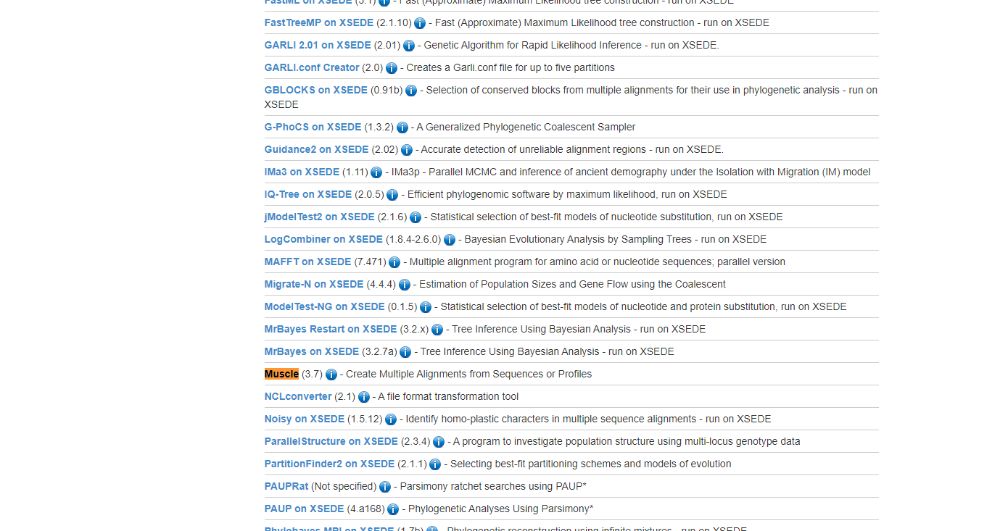 FastML on XSEDE (3.1) - Fast (Approximate) Maximum Likelihood tree construction - run on XSEDE
FastTreeMP on XSEDE (2.1.10) i - Fast (Approximate) Maximum Likelihood tree construction - run on XSEDE
GARLI 2.01 on XSEDE (2.01) i - Genetic Algorithm for Rapid Likelihood Inference - run on XSEDE.
GARLI.conf Creator (2.0) i - Creates a Garli.conf file for up to five partitions
GBLOCKS on XSEDE (0.91b) i - Selection of conserved blocks from multiple alignments for their use in phylogenetic analysis - run on
XSEDE
G-PhoCS on XSEDE (1.3.2) i - A Generalized Phylogenetic Coalescent Sampler
Guidance2 on XSEDE (2.02) i - Accurate detection of unreliable alignment regions - run on XSEDE.
IMa3 on XSEDE (1.11) i - IMa3p - Parallel MCMC and inference of ancient demography under the Isolation with Migration (IM) model
IQ-Tree on XSEDE (2.0.5) i - Efficient phylogenomic software by maximum likelihood, run on XSEDE
jModelTest2 on XSEDE (2.1.6) i - Statistical selection of best-fit models of nucleotide substitution, run on XSEDE
LogCombiner on XSEDE (1.8.4-2.6.0) i - Bayesian Evolutionary Analysis by Sampling Trees - run on XSEDE
MAFFT on XSEDE (7.471) i - Multiple alignment program for amino acid or nucleotide sequences; parallel version
Migrate-N on XSEDE (4.4.4) i - Estimation of Population Sizes and Gene Flow using the Coalescent
ModelTest-NG on XSEDE (0.1.5) i - Statistical selection of best-fit models of nucleotide and protein substitution, run on XSEDE
MrBayes Restart on XSEDE (3.2.x) i - Tree Inference Using Bayesian Analysis - run on XSEDE
MrBayes on XSEDE (3.2.7a) i - Tree Inference Using Bayesian Analysis - run on XSEDE
Muscle (3.7) i - Create Multiple Alignments from Sequences or Profiles
NCLconverter (2.1) i - A file format transformation tool
Noisy on XSEDE (1.5.12) i - Identify homo-plastic characters in multiple sequence alignments - run on XSEDE
ParallelStructure on XSEDE (2.3.4) i - A program to investigate population structure using multi-locus genotype data
PartitionFinder2 on XSEDE (2.1.1) i - Selecting best-fit partitioning schemes and models of evolution
PAUPRat (Not specified) i - Parsimony ratchet searches using PAUP*
PAUP on XSEDE (4.a168) i - Phylogenetic Analyses Using Parsimony*
Phylobayes MPI on XSEDE (1.7b) - Phylogenetic reconstruction using infinite mixtures - run on XSEDE